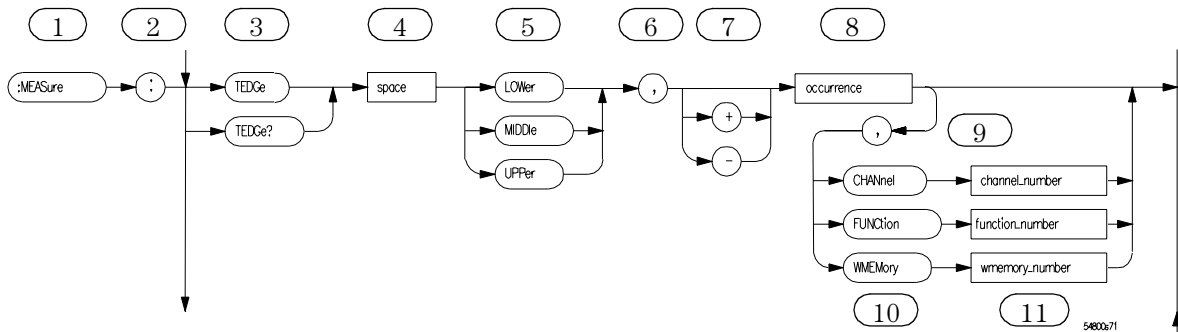 1 2 3 4 5 6 7 8
:MEASure : TEDGe space LOWer , occurrence
TEDGe? MIDDle + ,
UPPer - 9
CHANnel channel_number
FUNCtion function_number
WMEMory wmemory_number
10 11
54800s71